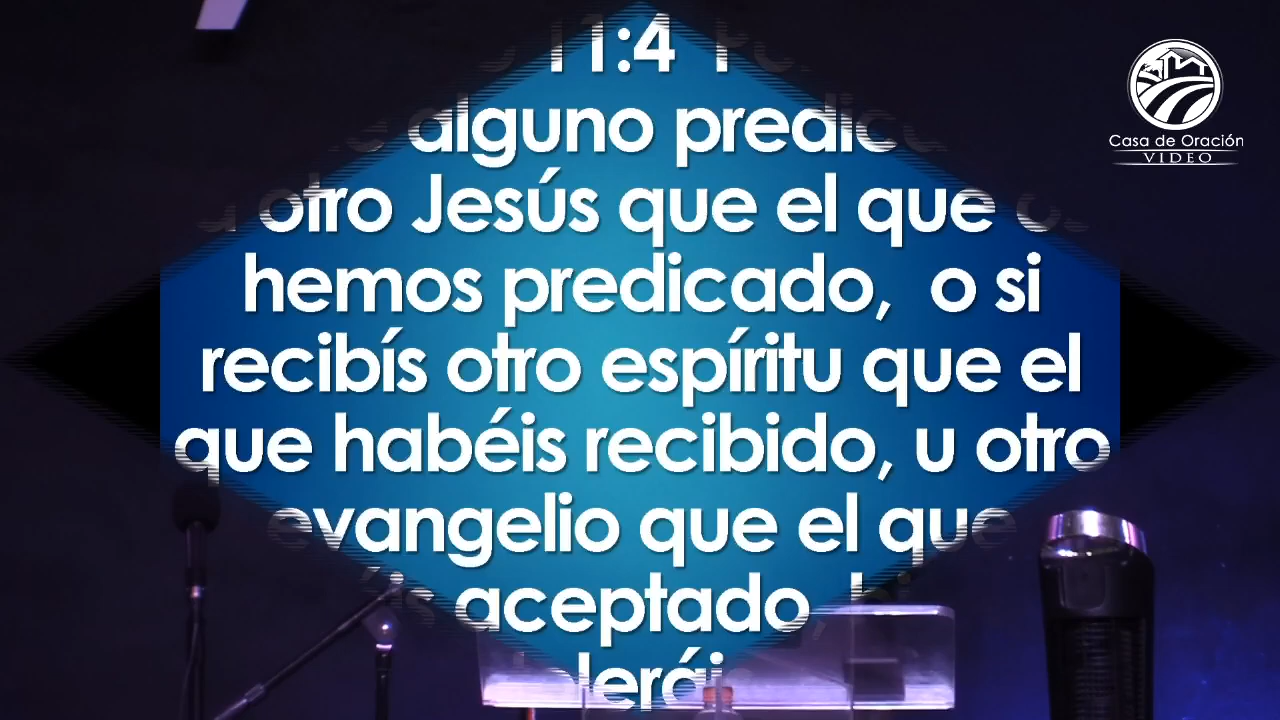 11:4
alguno
otro Jesús que el que
hemos predicado, o si
recibís otro espíritu que el
que habéis recibido, u otro
evangelio que el que
aceptado,
Casa de Oración
VIDEO